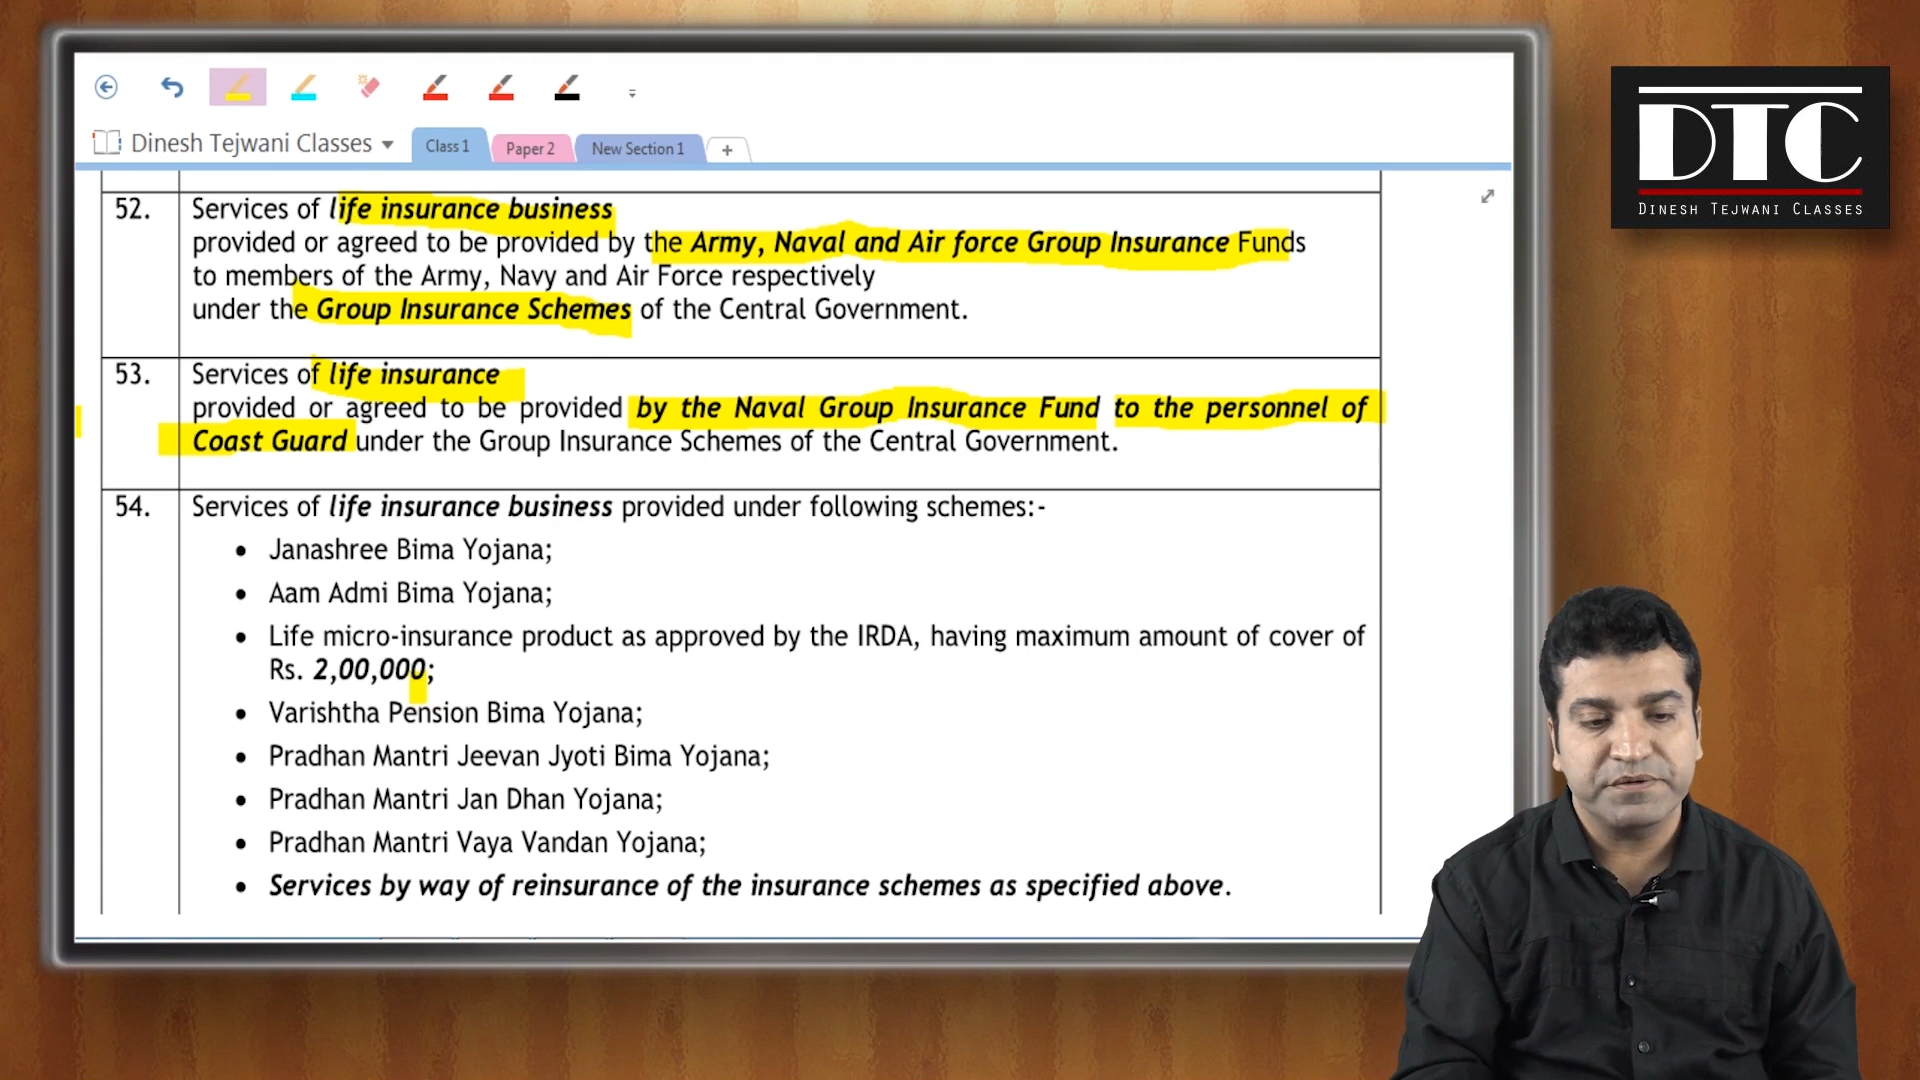 Dinesh Tejwani Classes
Class 1
Paper 2
New Section 1
52. Services of life insurance business
provided or agreed to be provided by the Army, Naval and Air force Group Insurance Funds
to members of the Army, Navy and Air Force respectively
under the Group Insurance Schemes of the Central Government.
53. Services of life insurance
provided or agreed to be provided by the Naval Group Insurance Fund to the personnel of
Coast Guard under the Group Insurance Schemes of the Central Government.
54. Services of life insurance business provided under following schemes:-
• Janashree Bima Yojana;
• Aam Admi Bima Yojana;
• Life micro-insurance product as approved by the IRDA, having maximum amount of cover of
Rs. 2,00,000;
• Varishtha Pension Bima Yojana;
• Pradhan Mantri Jeevan Jyoti Bima Yojana;
• Pradhan Mantri Jan Dhan Yojana;
• Pradhan Mantri Vaya Vandan Yojana;
• Services by way of reinsurance of the insurance schemes as specified above.
DTC
DINESH TEJWANI CLASSES